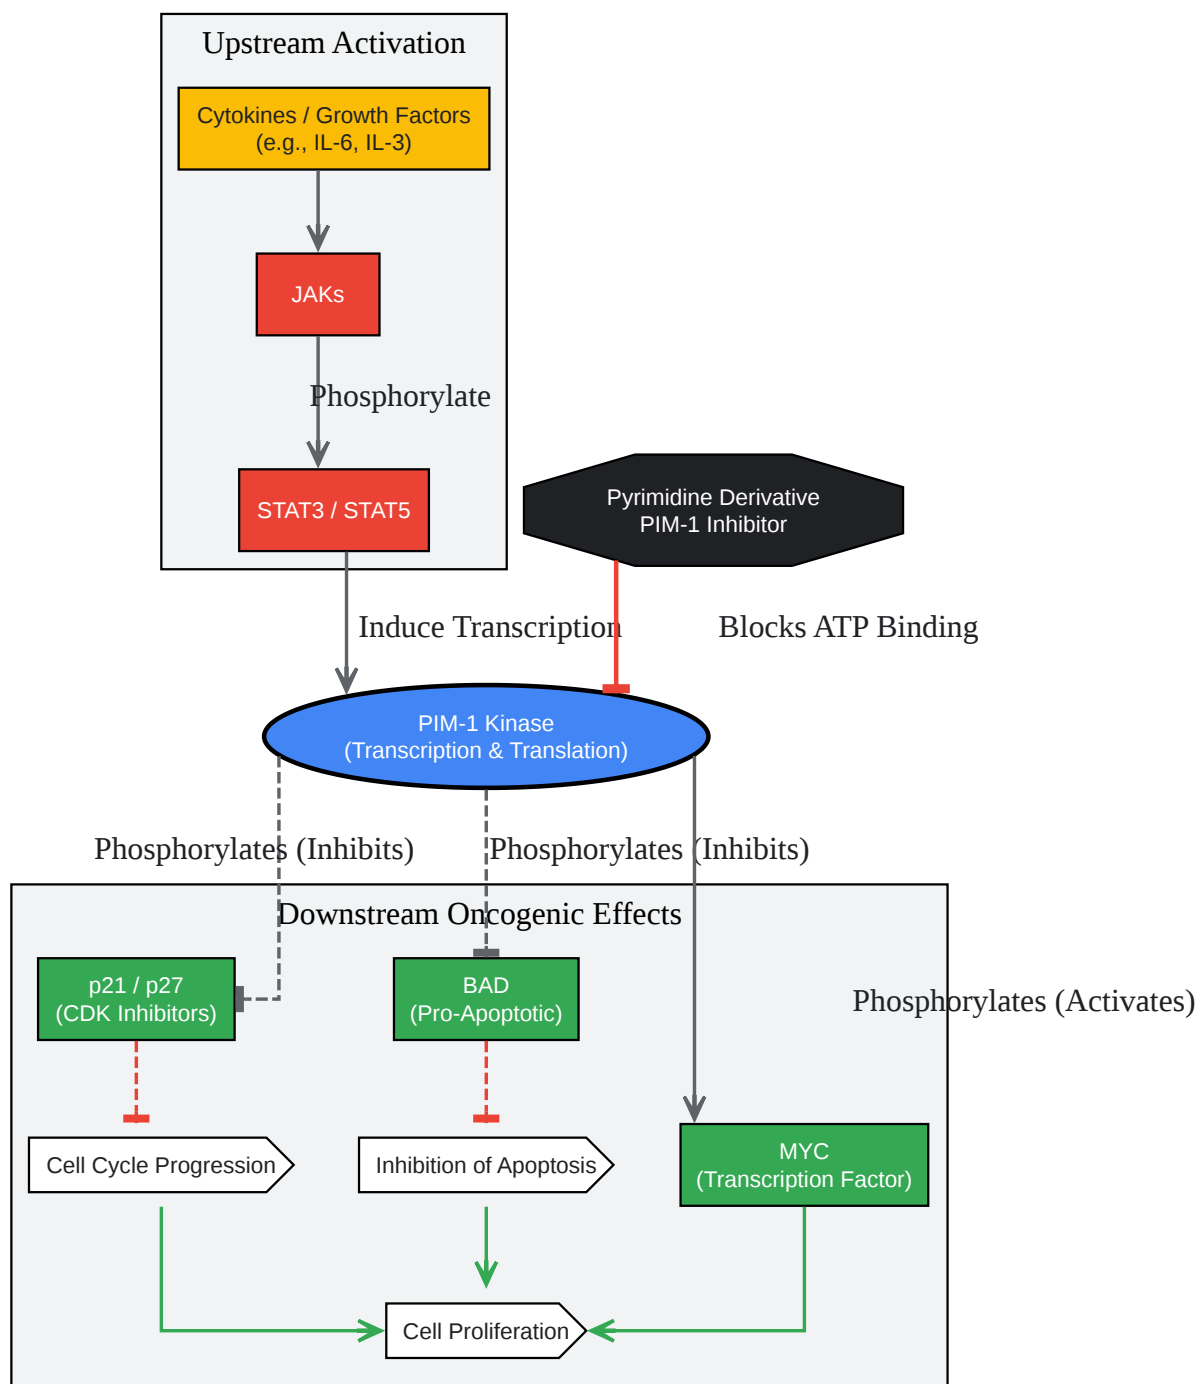 Upstream Activation
Cytokines / Growth Factors
(e.g., IL-6, IL-3)
JAKs
Phosphorylate
STAT3 / STAT5
Pyrimidine Derivative
PIM-1 Inhibitor
Induce Transcription
Blocks ATP Binding
PIM-1 Kinase
(Transcription & Translation)
Phosphorylates (Inhibits)
Phosphorylates (Inhibits)
Downstream Oncogenic Effects
p21 / p27
(CDK Inhibitors)
BAD
(Pro-Apoptotic)
Phosphorylates (Activates)
Cell Cycle Progression
Inhibition of Apoptosis
MYC
(Transcription Factor)
Cell Proliferation